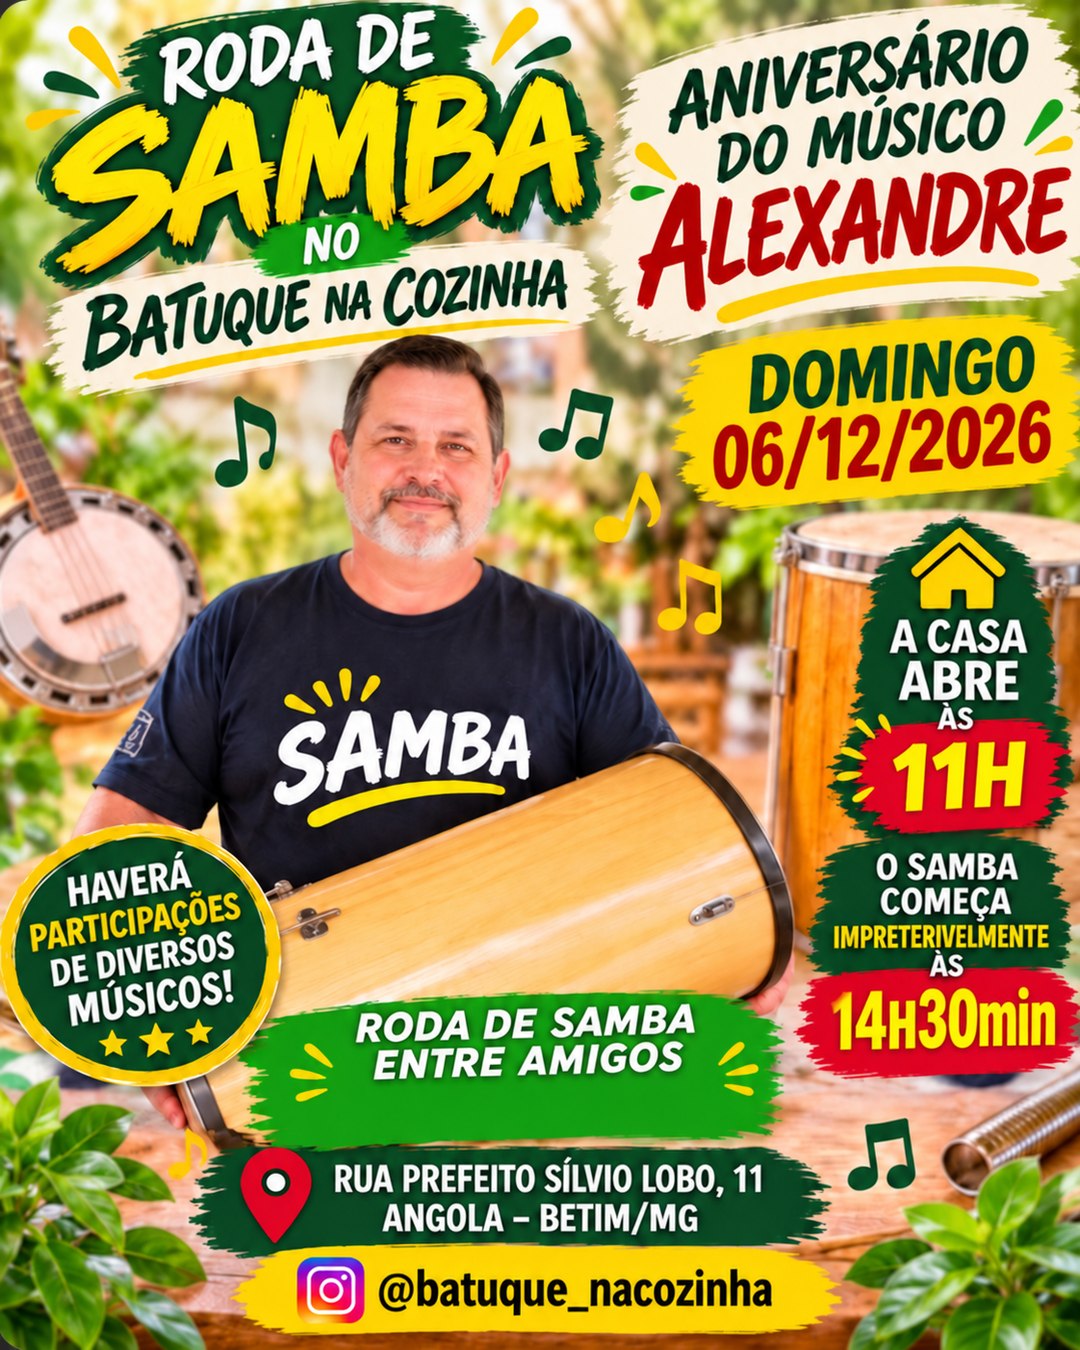 RODA DE
SAMBA
NO
BATUQUE NA COZINHA
ANIVERSÁRIO
DO MÚSICO
ALEXANDRE
DOMINGO
06/12/2026
A CASA
ABRE
ÀS
11H
O SAMBA
COMEÇA
IMPRETERIVELMENTE
ÀS
14H30min
SAMBA
HAVERÁ
PARTICIPAÇÕES
DE DIVERSOS
MÚSICOS!
RODA DE SAMBA
ENTRE AMIGOS
RUA PREFEITO SÍLVIO LOBO, 11
ANGOLA – BETIM/MG
@batuque_nacozinha